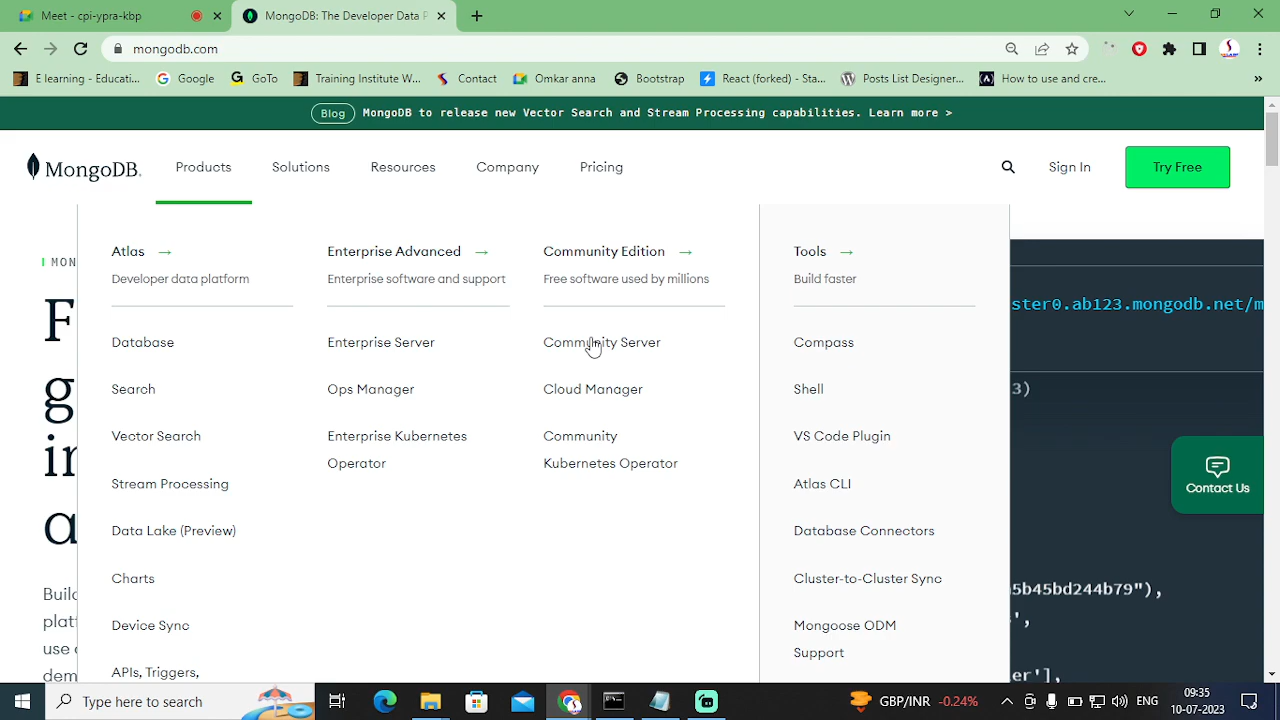 Meet - cpi-ypra-kbp
MongoDB: The Developer Data P
mongodb.com
E learning - Educati...
Google
GoTo
Training Institute W...
Contact
Omkar anna
Bootstrap
React (forked) - Sta...
Posts List Designer...
How to use and cre...
Blog
MongoDB to release new Vector Search and Stream Processing capabilities. Learn more >
MongoDB.
Products
Solutions
Resources
Company
Pricing
Sign In
Try Free
Atlas →
Developer data platform
Database
Search
Vector Search
Stream Processing
Data Lake (Preview)
Charts
Device Sync
APIs, Triggers,
Enterprise Advanced →
Enterprise software and support
Enterprise Server
Ops Manager
Enterprise Kubernetes
Operator
Community Edition →
Free software used by millions
Community Server
Cloud Manager
Community
Kubernetes Operator
Tools →
Build faster
Compass
Shell
VS Code Plugin
Atlas CLI
Database Connectors
Cluster-to-Cluster Sync
Mongoose ODM
Support
MON
F
g
in
a
Build
platf
use c
dem
ster0.ab123.mongodb.net/m
3)
a5b45bd244b79"),
s',
er'],
Contact Us
Type here to search
GBP/INR -0.24%
ENG
09:35
10-07-2023